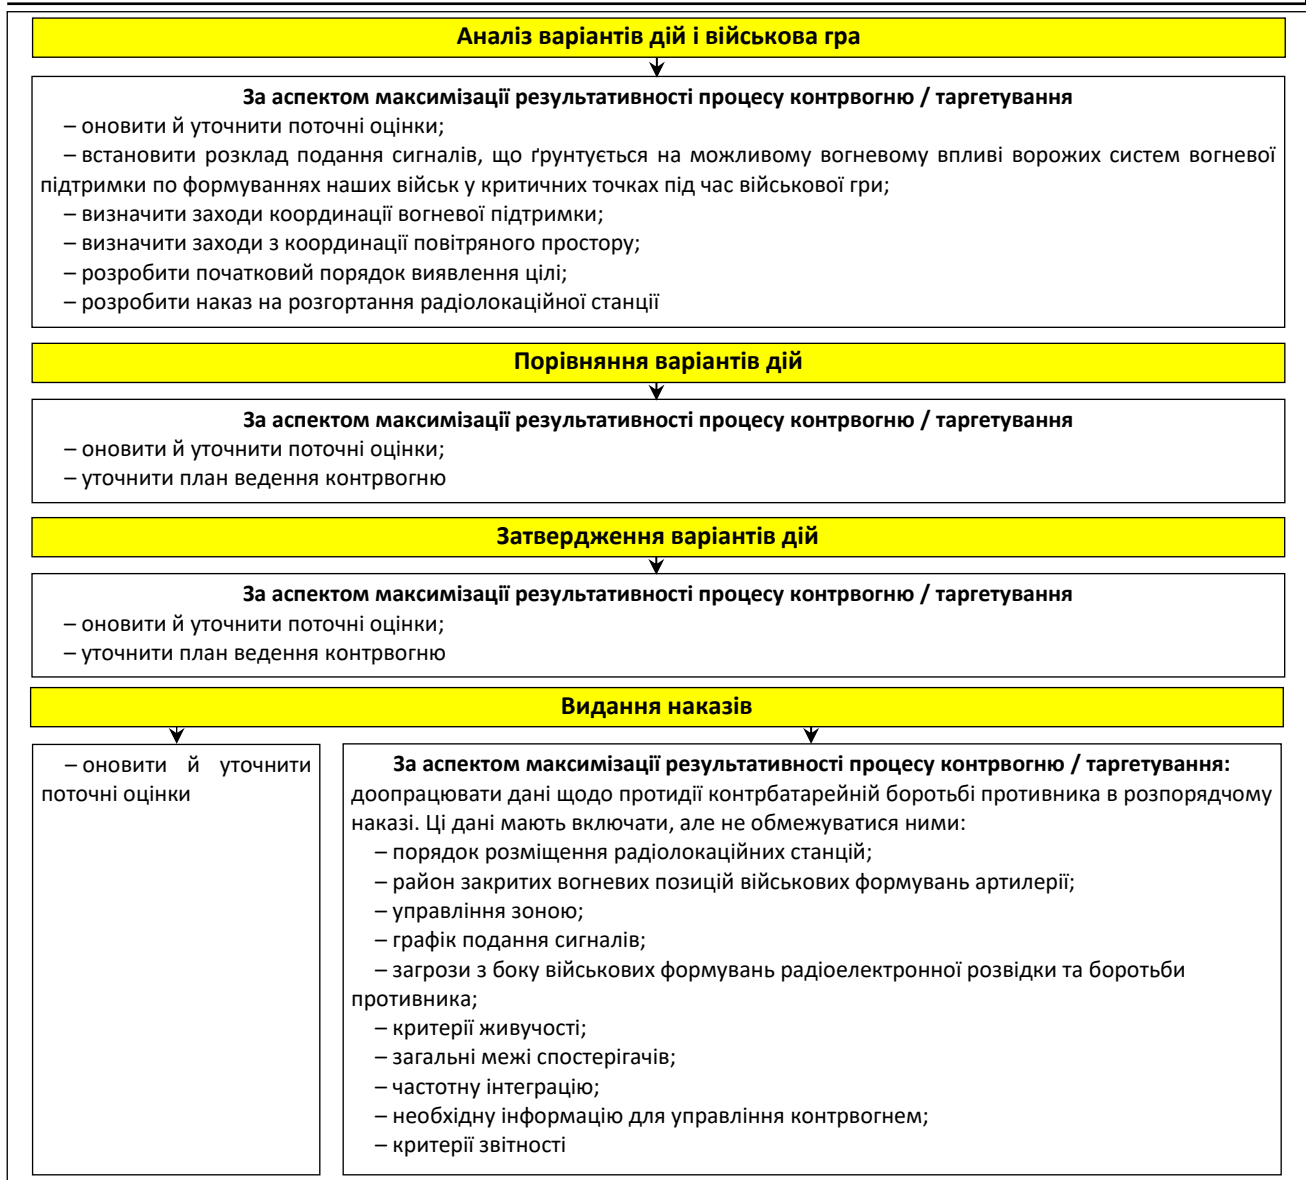 Аналіз варіантів дій і військова гра
За аспектом максимізації результативності процесу контрвогню / таргетування
– оновити й уточнити поточні оцінки;
– встановити розклад подання сигналів, що ґрунтується на можливому вогневому впливі ворожих систем вогневої
підтримки по формуваннях наших військ у критичних точках під час військової гри;
– визначити заходи координації вогневої підтримки;
– визначити заходи з координації повітряного простору;
– розробити початковий порядок виявлення цілі;
– розробити наказ на розгортання радіолокаційної станції
Порівняння варіантів дій
За аспектом максимізації результативності процесу контрвогню / таргетування
– оновити й уточнити поточні оцінки;
– уточнити план ведення контрвогню
Затвердження варіантів дій
За аспектом максимізації результативності процесу контрвогню / таргетування
– оновити й уточнити поточні оцінки;
– уточнити план ведення контрвогню
Видання наказів
– оновити й уточнити
поточні оцінки
За аспектом максимізації результативності процесу контрвогню / таргетування:
доопрацювати дані щодо протидії контрбатарейній боротьбі противника в розпорядчому
наказі. Ці дані мають включати, але не обмежуватися ними:
– порядок розміщення радіолокаційних станцій;
– район закритих вогневих позицій військових формувань артилерії;
– управління зоною;
– графік подання сигналів;
– загрози з боку військових формувань радіоелектронної розвідки та боротьби
противника;
– критерії живучості;
– загальні межі спостерігачів;
– частотну інтеграцію;
– необхідну інформацію для управління контрвогнем;
– критерії звітності